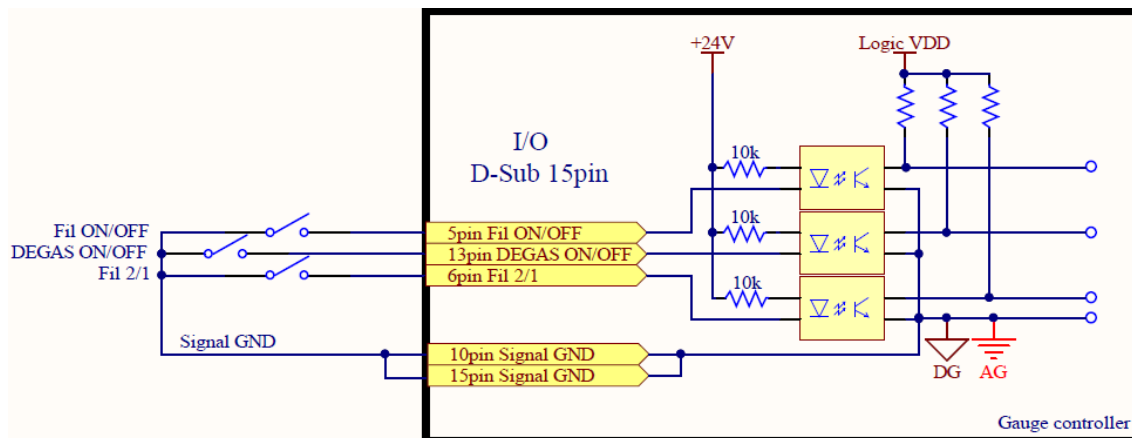 +24V
Logic VDD
I/O
D-Sub 15pin
10k
10k
10k
Fil ON/OFF
DEGAS ON/OFF
Fil 2/1
5pin Fil ON/OFF
13pin DEGAS ON/OFF
6pin Fil 2/1
Signal GND
10pin Signal GND
15pin Signal GND
DG
AG
Gauge controller